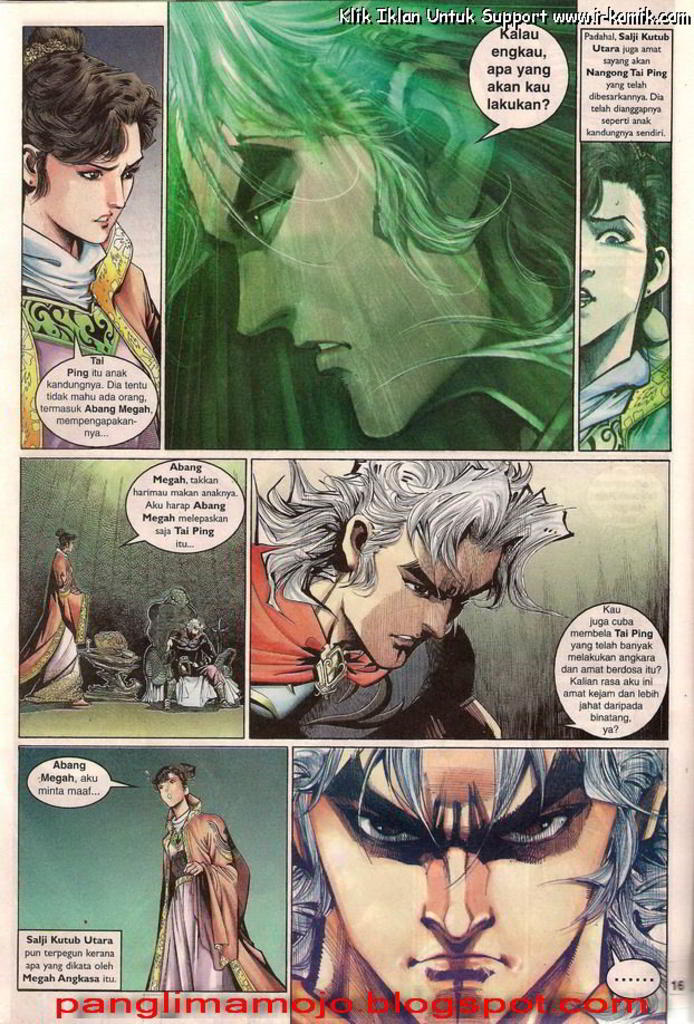 Klik Iklan Untuk Support www.ir-komik.com
Kalau
engkau,
apa yang
akan kau
lakukan?
Padahal, Salji Kutub
Utara juga amat
sayang akan
Nangong Tai Ping
yang telah
dibesarkannya. Dia
telah dianggapnya
seperti anak
kandungnya sendiri.
Tai
Ping itu anak
kandungnya. Dia tentu
tidak mahu ada orang,
termasuk Abang Megah,
mempengapakan-
nya...
Abang
Megah, takkan
harimau makan anaknya.
Aku harap Abang
Megah melepaskan
saja Tai Ping
itu...
Kau
juga cuba
membela Tai Ping
yang telah banyak
melakukan angkara
dan amat berdosa itu?
Kalian rasa aku ini
amat kejam dan lebih
jahat daripada
binatang,
ya?
Abang
Megah, aku
minta maaf...
Salji Kutub Utara
pun terpegun kerana
apa yang dikata oleh
Megah Angkasa itu.
......
16
panglimamojo.blogspot.com